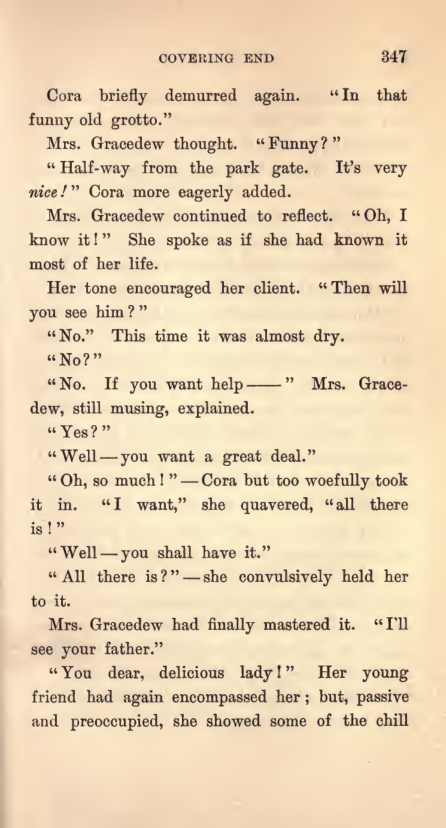 COVERING END 347
Cora briefly demurred again. “In that
funny old grotto.”
Mrs. Gracedew thought. “Funny?”
“Half-way from the park gate. It's very
nice!” Cora more eagerly added.
Mrs. Gracedew continued to reflect. “Oh, I
know it!” She spoke as if she had known it
most of her life.
Her tone encouraged her client. “Then will
you see him?”
“No.” This time it was almost dry.
“No?”
“No. If you want help——” Mrs. Grace-
dew, still musing, explained.
“Yes?”
“Well—you want a great deal.”
“Oh, so much!”—Cora but too woefully took
it in. “I want,” she quavered, “all there
is!”
“Well—you shall have it.”
“All there is?”—she convulsively held her
to it.
Mrs. Gracedew had finally mastered it. “I'll
see your father.”
“You dear, delicious lady!” Her young
friend had again encompassed her; but, passive
and preoccupied, she showed some of the chill